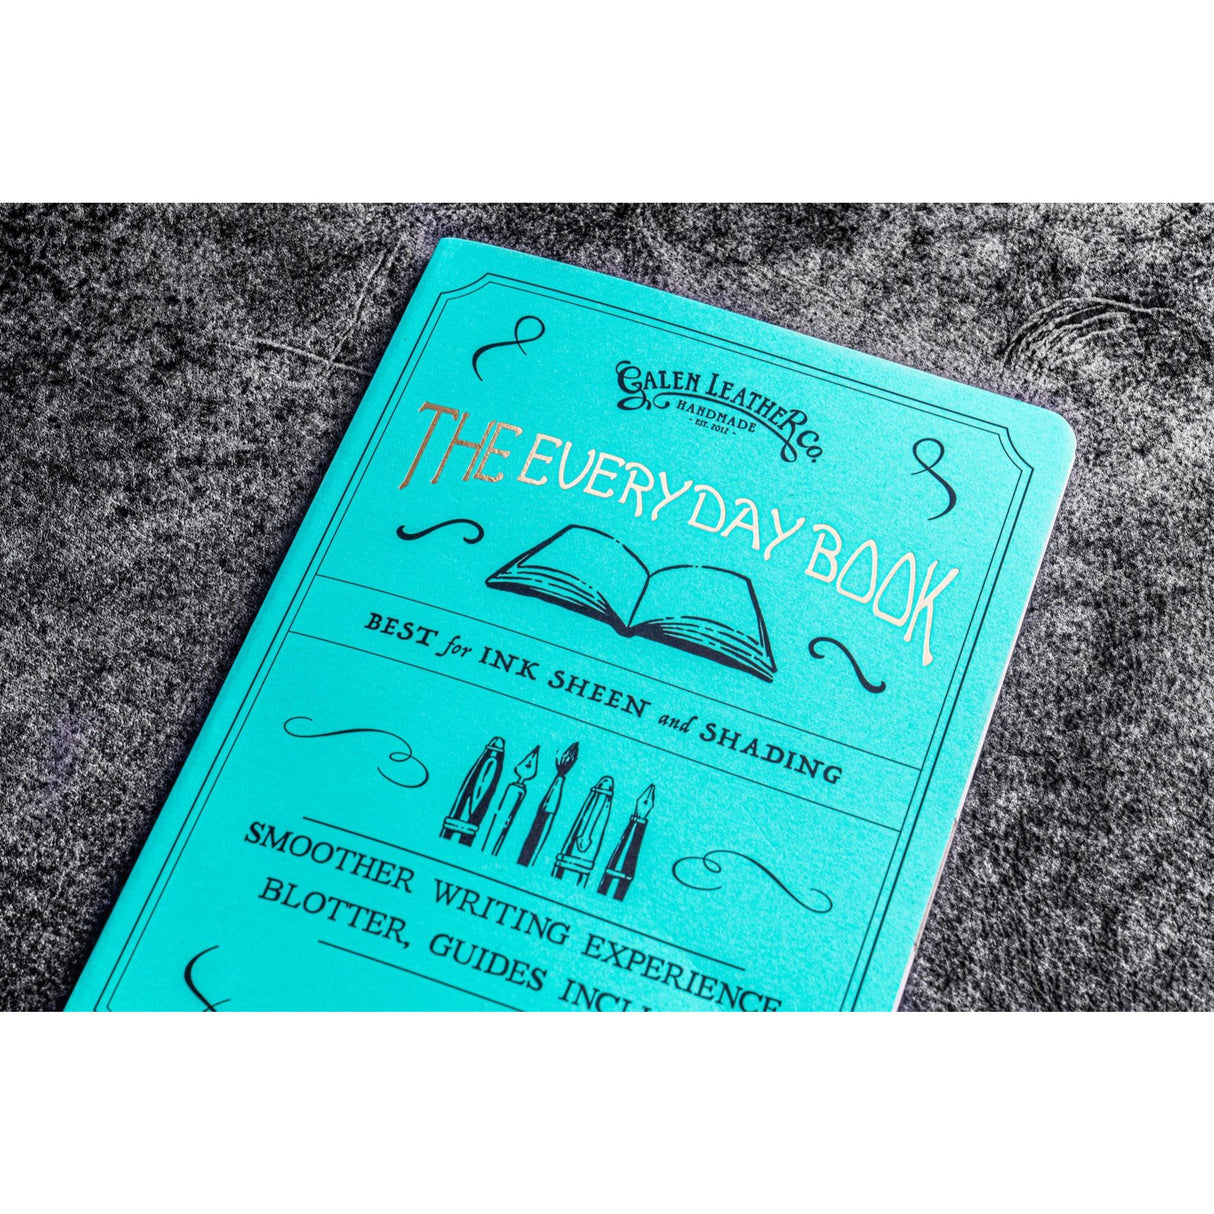 GALEN LEATHER CO.
HANDMADE
- EST. 2012 -
THE EVERYDAY BOOK
BEST for INK SHEEN and SHADING
SMOOTHER WRITING EXPERIENCE
BLOTTER, GUIDES